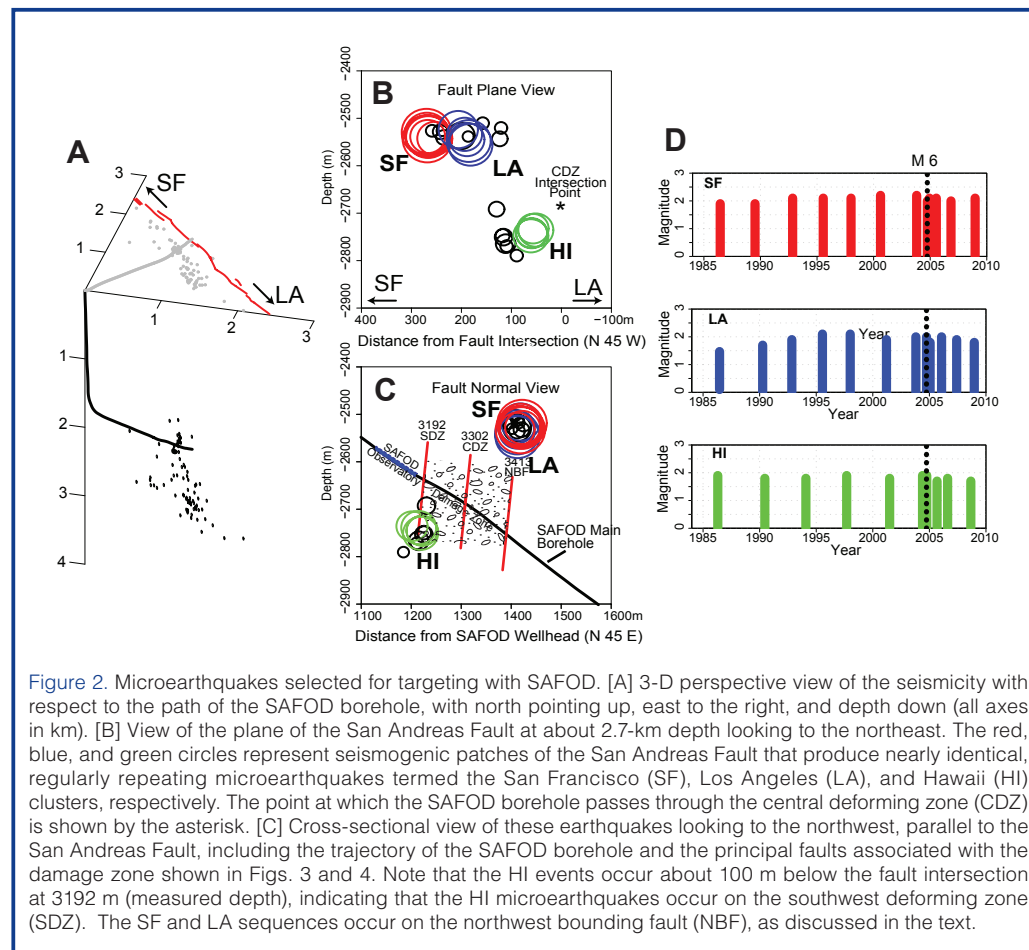 A
SF
LA
3
2
1
1
2
3
1
2
3
4
B
Fault Plane View
SF
LA
CDZ
Intersection
Point
*
HI
SF
LA
Depth (m)
−2400
−2500
−2600
−2700
−2800
−2900
400 300 200 100 0 −100m
Distance from Fault Intersection (N 45 W)
C
Fault Normal View
SF
LA
3192
SDZ
3302
CDZ
3413
NBF
SAFOD
Observatory
Damage Zone
HI
SAFOD Main
Borehole
Depth (m)
−2400
−2500
−2600
−2700
−2800
−2900
1100 1200 1300 1400 1500 1600m
Distance from SAFOD Wellhead (N 45 E)
D
M 6
SF
Magnitude
0 1 2 3
1985 1990 1995 2000 2005 2010
LA
Year
Magnitude
0 1 2 3
1985 1990 1995 2000 2005 2010
Year
HI
Magnitude
0 1 2 3
1985 1990 1995 2000 2005 2010
Year
Figure 2. Microearthquakes selected for targeting with SAFOD. [A] 3-D perspective view of the seismicity with
respect to the path of the SAFOD borehole, with north pointing up, east to the right, and depth down (all axes
in km). [B] View of the plane of the San Andreas Fault at about 2.7-km depth looking to the northeast. The red,
blue, and green circles represent seismogenic patches of the San Andreas Fault that produce nearly identical,
regularly repeating microearthquakes termed the San Francisco (SF), Los Angeles (LA), and Hawaii (HI)
clusters, respectively. The point at which the SAFOD borehole passes through the central deforming zone (CDZ)
is shown by the asterisk. [C] Cross-sectional view of these earthquakes looking to the northwest, parallel to the
San Andreas Fault, including the trajectory of the SAFOD borehole and the principal faults associated with the
damage zone shown in Figs. 3 and 4. Note that the HI events occur about 100 m below the fault intersection
at 3192 m (measured depth), indicating that the HI microearthquakes occur on the southwest deforming zone
(SDZ). The SF and LA sequences occur on the northwest bounding fault (NBF), as discussed in the text.